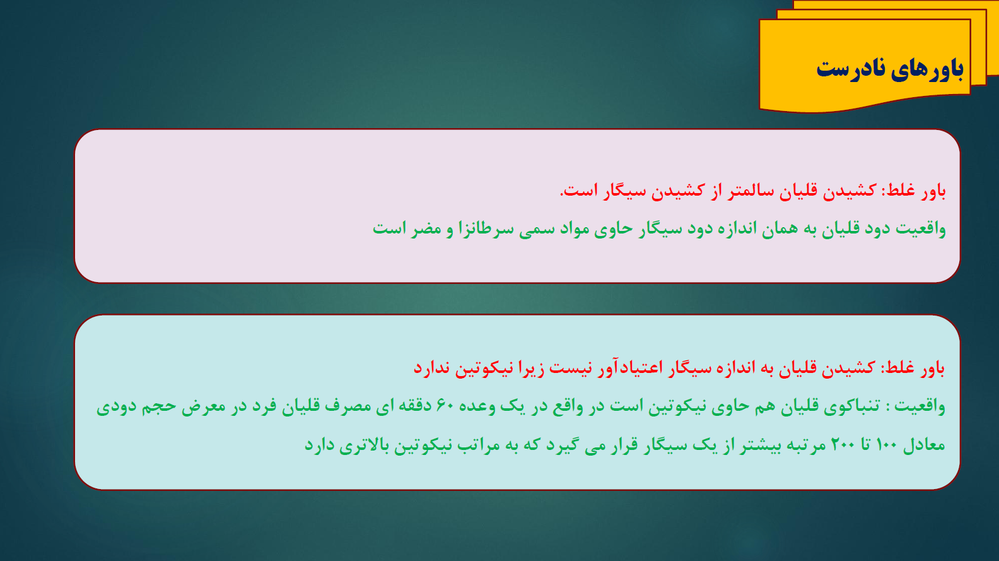 باورهای نادرست
باور غلط: کشیدن قلیان سالمتر از کشیدن سیگار است.
واقعیت دود قلیان به همان اندازه دود سیگار حاوی مواد سمی سرطانزا و مضر است
باور غلط: کشیدن قلیان به اندازه سیگار اعتیادآور نیست زیرا نیکوتین ندارد
واقعیت : تنباکوی قلیان هم حاوی نیکوتین است در واقع در یک وعده ۶۰ دققه ای مصرف قلیان فرد در معرض حجم دودی
معادل ۱۰۰ تا ۲۰۰ مرتبه بیشتر از یک سیگار قرار می گیرد که به مراتب نیکوتین بالاتری دارد